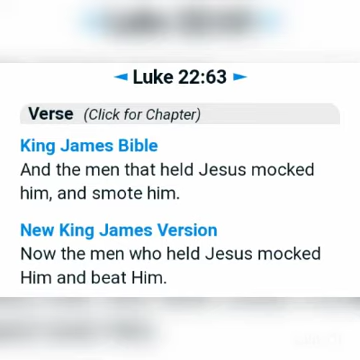 ◄ Luke 22:63 ►
Verse (Click for Chapter)
King James Bible
And the men that held Jesus mocked
him, and smote him.
New King James Version
Now the men who held Jesus mocked
Him and beat Him.